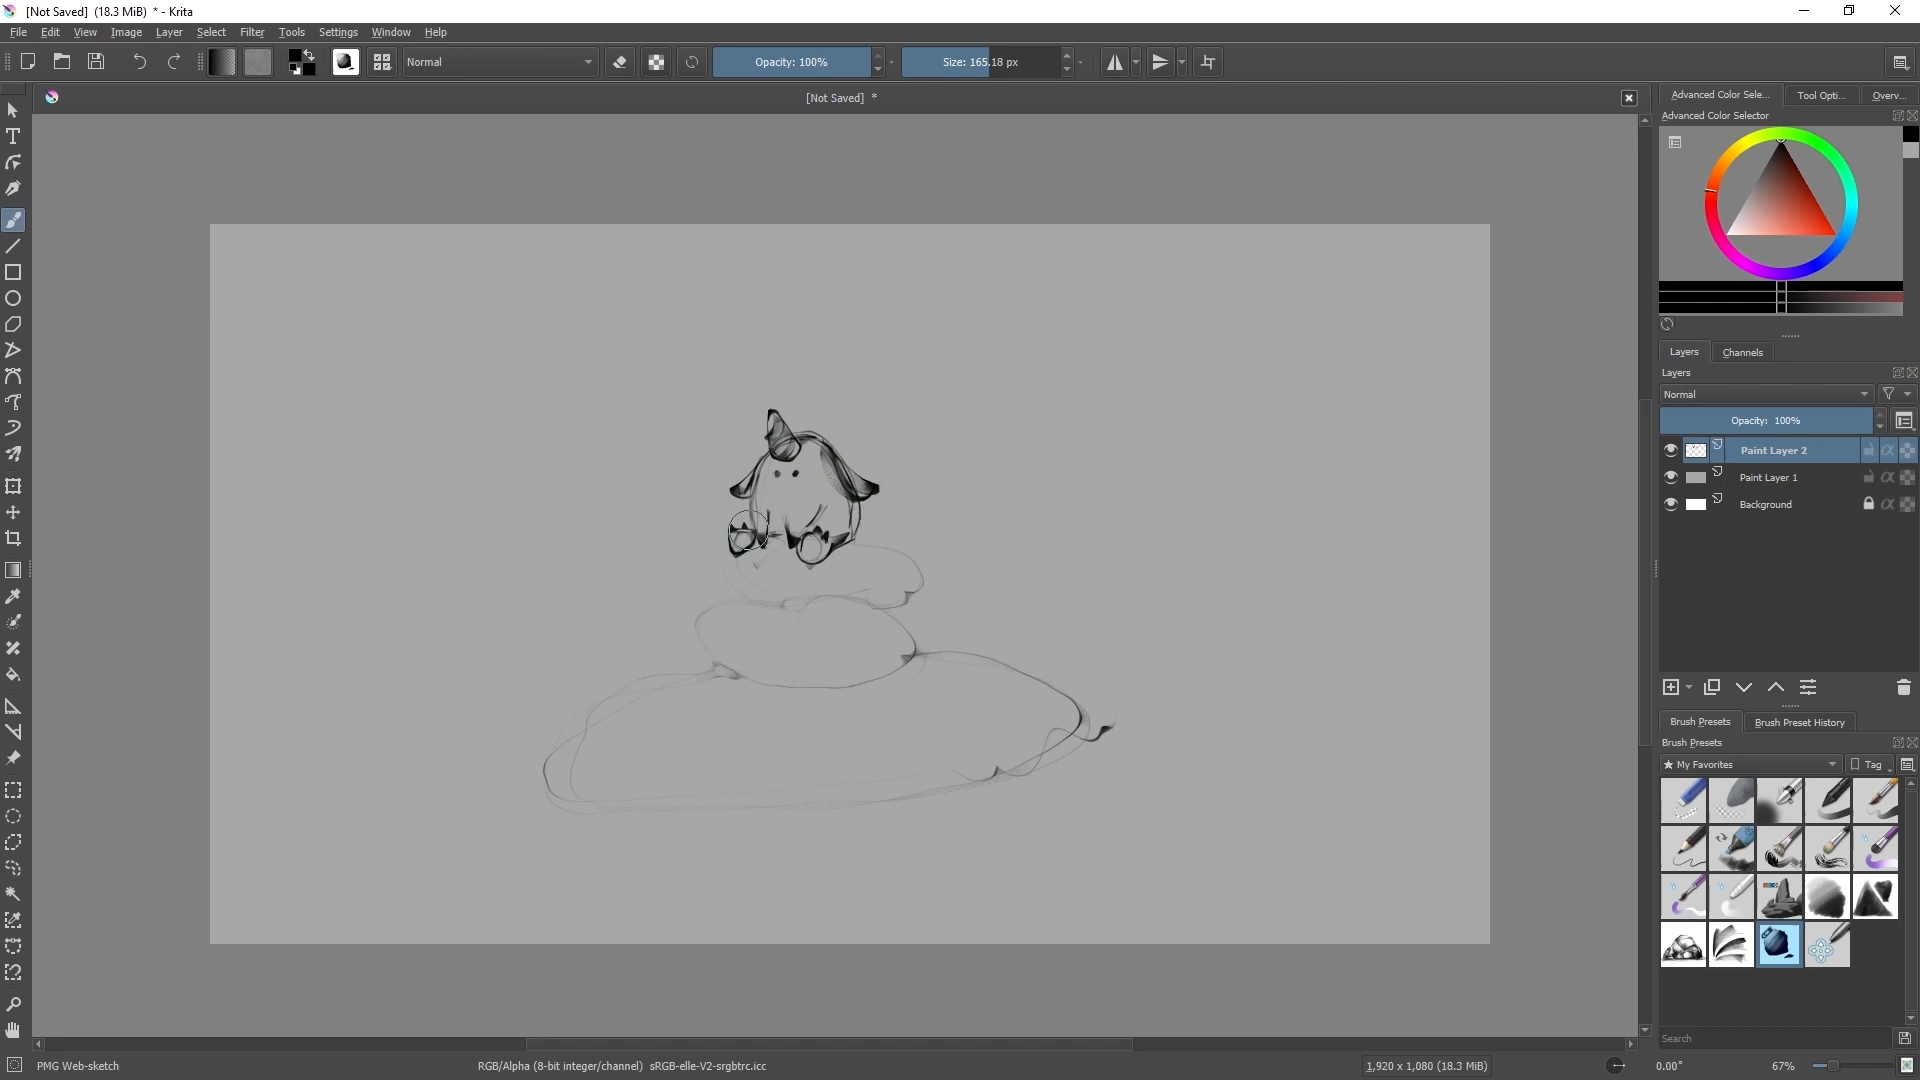 [Not Saved]  (18.3 MiB)  * - Krita
File Edit View Image Layer Select Filter Tools Settings Window Help
Normal
Opacity: 100%
Size: 165.18 px
[Not Saved]  *
Advanced Color Sele... Tool Opti... Overv...
Advanced Color Selector
Layers Channels
Layers
Normal
Opacity:  100%
Paint Layer 2
Paint Layer 1
Background
Brush Presets Brush Preset History
Brush Presets
★ My Favorites Tag
Search
PMG Web-sketch
RGB/Alpha (8-bit integer/channel)  sRGB-elle-V2-srgbtrc.icc
1,920 x 1,080 (18.3 MiB)
0.00°
67%